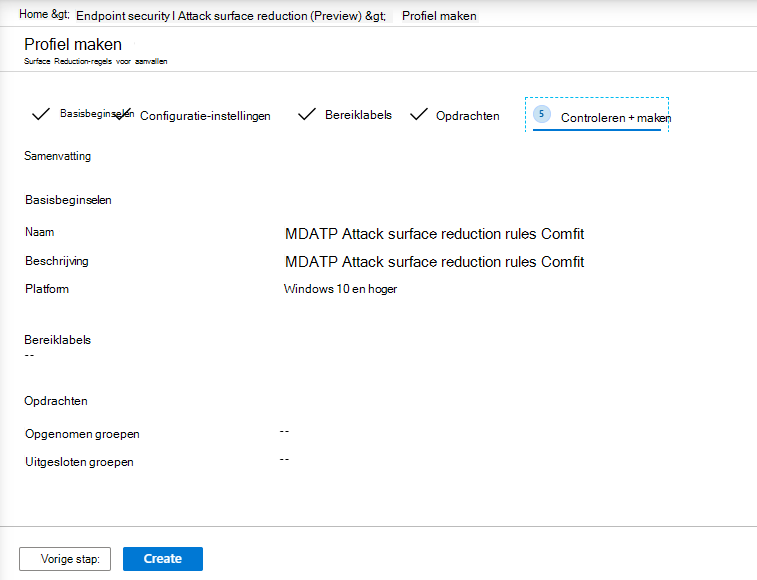 Home &gt; Endpoint security I Attack surface reduction (Preview) &gt; Profiel maken
Profiel maken
Surface Reduction-regels voor aanvallen
Basisbeginselen Configuratie-instellingen Bereiklabels Opdrachten 5 Controleren + maken
Samenvatting
Basisbeginselen
Naam MDATP Attack surface reduction rules Comfit
Beschrijving MDATP Attack surface reduction rules Comfit
Platform Windows 10 en hoger
Bereiklabels
--
Opdrachten
Opgenomen groepen --
Uitgesloten groepen --
Vorige stap: Create